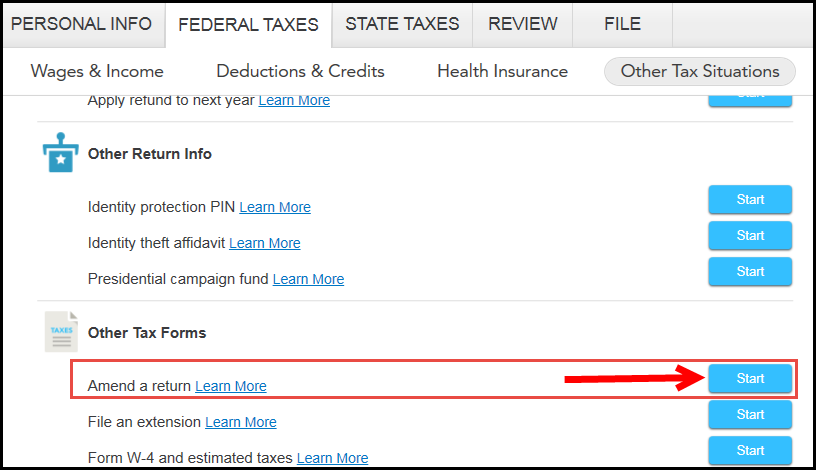 PERSONAL INFO FEDERAL TAXES STATE TAXES REVIEW FILE
Wages & Income Deductions & Credits Health Insurance Other Tax Situations
Apply refund to next year Learn More Start
Other Return Info
Identity protection PIN Learn More Start
Identity theft affidavit Learn More Start
Presidential campaign fund Learn More Start
TAXES Other Tax Forms
Amend a return Learn More Start
File an extension Learn More Start
Form W-4 and estimated taxes Learn More Start